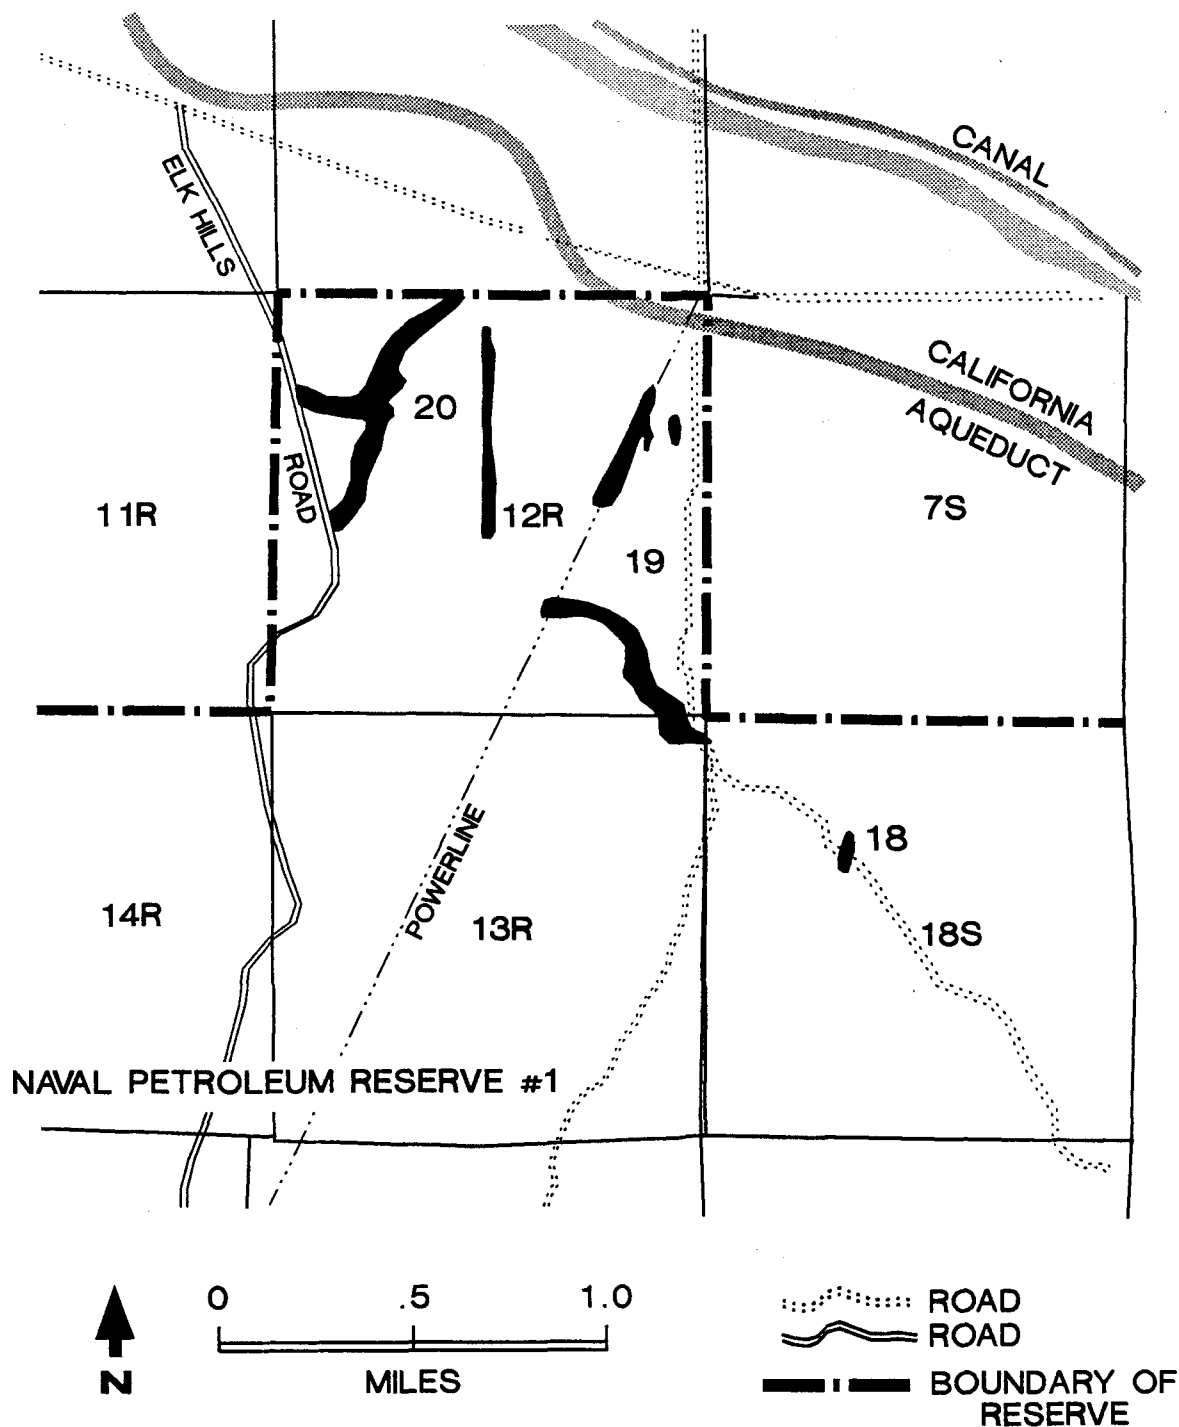 CANAL
ELK HILLS
CALIFORNIA
AQUEDUCT
20
ROAD
11R
12R
7S
19
POWERLINE
18
14R
13R
18S
NAVAL PETROLEUM RESERVE #1
0 .5 1.0
MILES
N
ROAD
ROAD
BOUNDARY OF
RESERVE